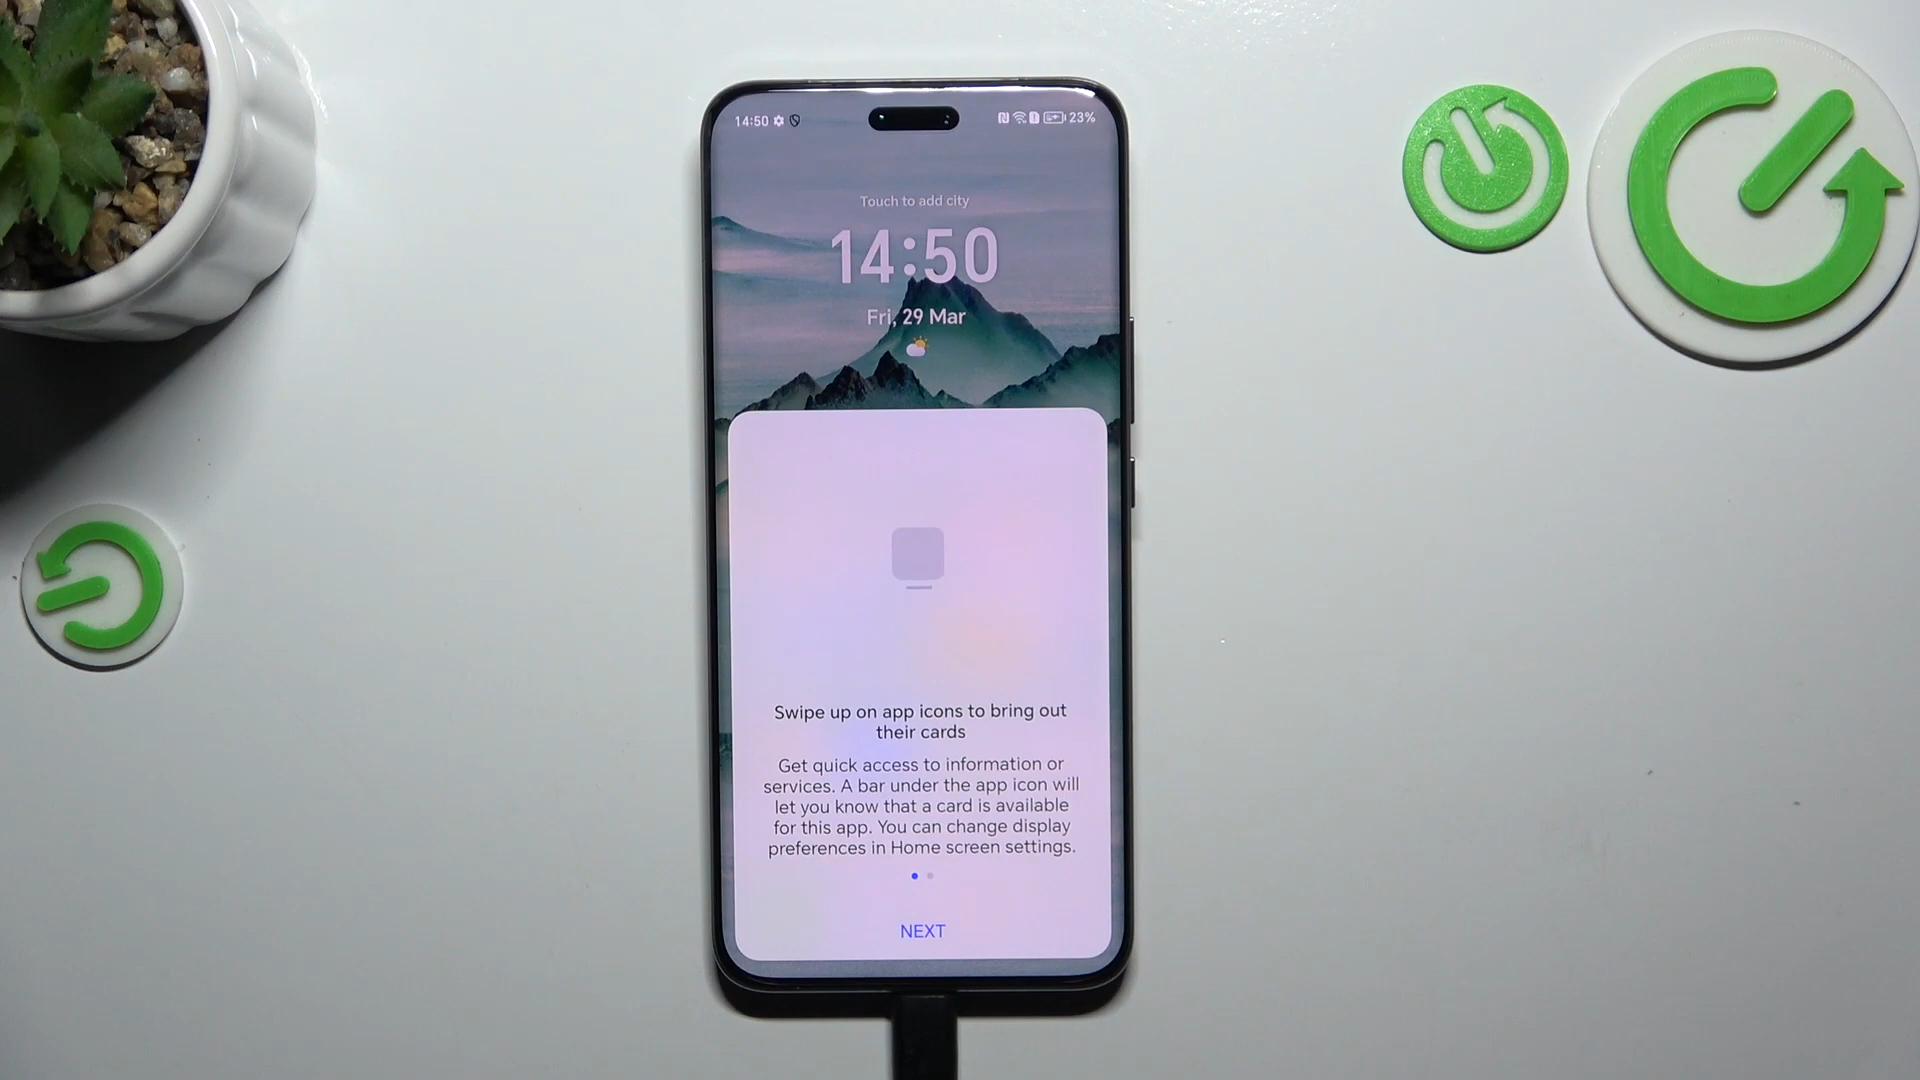 14:50 23%
Touch to add city
14:50
Fri, 29 Mar
Swipe up on app icons to bring out
their cards
Get quick access to information or
services. A bar under the app icon will
let you know that a card is available
for this app. You can change display
preferences in Home screen settings.
NEXT